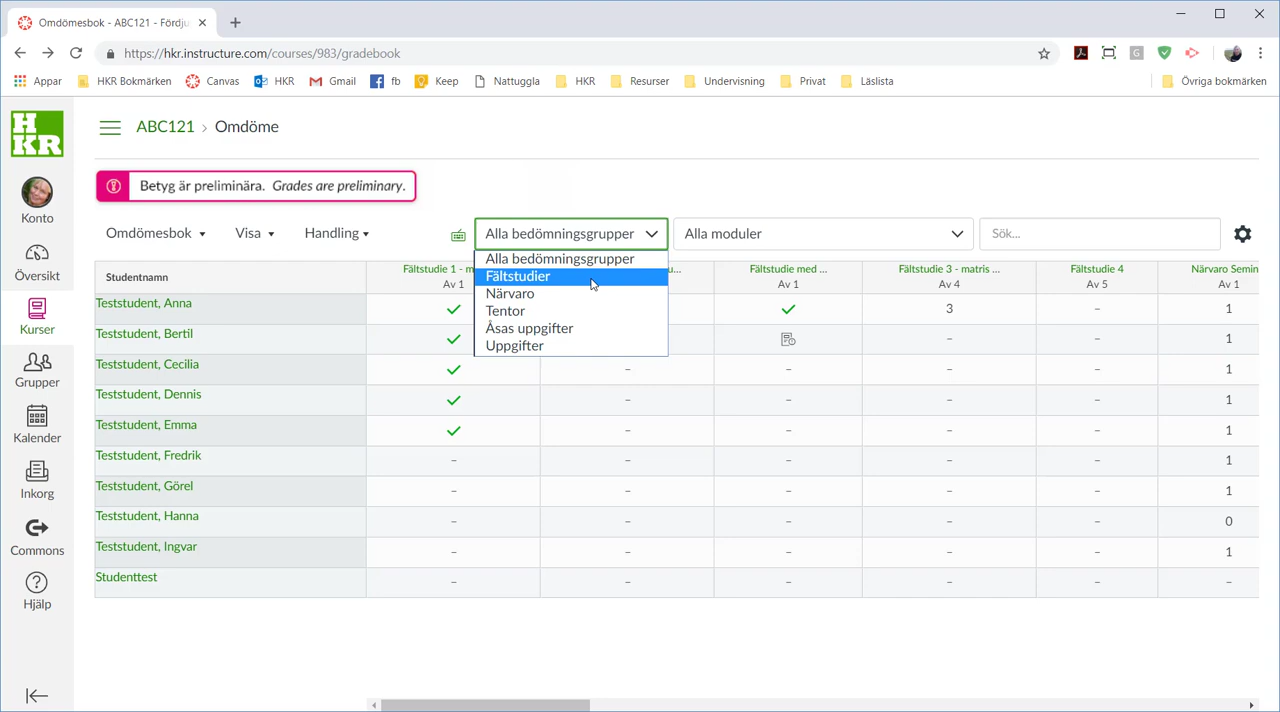 Omdömesbok - ABC121 - Fördju
https://hkr.instructure.com/courses/983/gradebook
Appar HKR Bokmärken Canvas HKR Gmail fb Keep Nattuggla HKR Resurser Undervisning Privat Läslista Övriga bokmärken
HKR
ABC121 › Omdöme
Betyg är preliminära. Grades are preliminary.
Konto
Översikt
Kurser
Grupper
Kalender
Inkorg
Commons
Hjälp
Omdömesbok Visa Handling Alla bedömningsgrupper Alla moduler Sök...
Alla bedömningsgrupper
Fältstudier
Närvaro
Tentor
Åsas uppgifter
Uppgifter
Studentnamn Fältstudie 1 - m u... Fältstudie med ... Fältstudie 3 - matris ... Fältstudie 4 Närvaro Semin
Av 1 Av 1 Av 4 Av 5 Av 1
Teststudent, Anna 3 – 1
Teststudent, Bertil – – 1
Teststudent, Cecilia – – – – 1
Teststudent, Dennis – – – – 1
Teststudent, Emma – – – – 1
Teststudent, Fredrik – – – – – 1
Teststudent, Görel – – – – – 1
Teststudent, Hanna – – – – – 0
Teststudent, Ingvar – – – – – 1
Studenttest – – – – – –